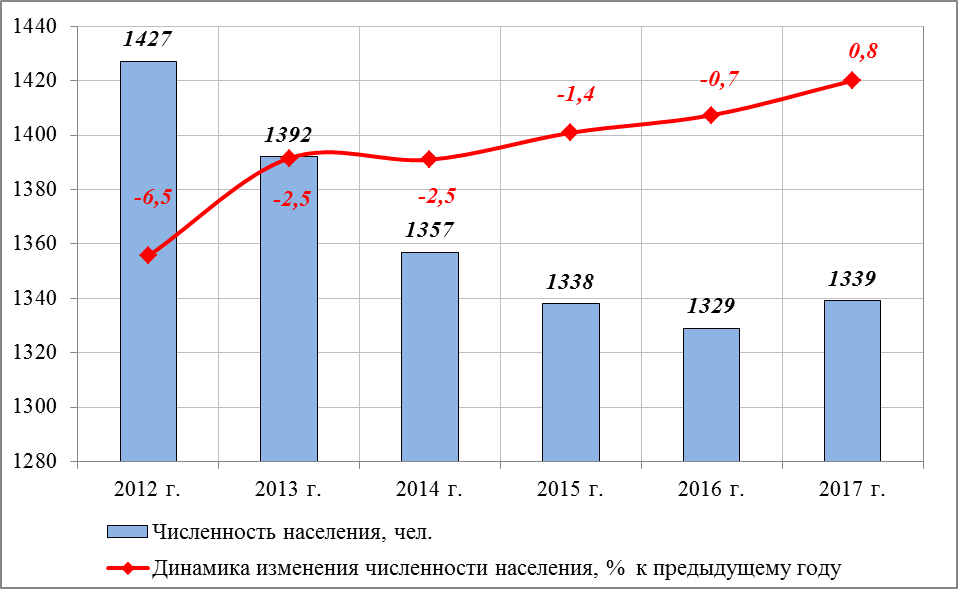 1440
1427
0,8
1420
-0,7
-1,4
1400
1392
1380
-6,5
-2,5
-2,5
1360
1357
1338
1339
1340
1329
1320
1300
1280
2012 г.
2013 г.
2014 г.
2015 г.
2016 г.
2017 г.
Численность населения, чел.
Динамика изменения численности населения, % к предыдущему году